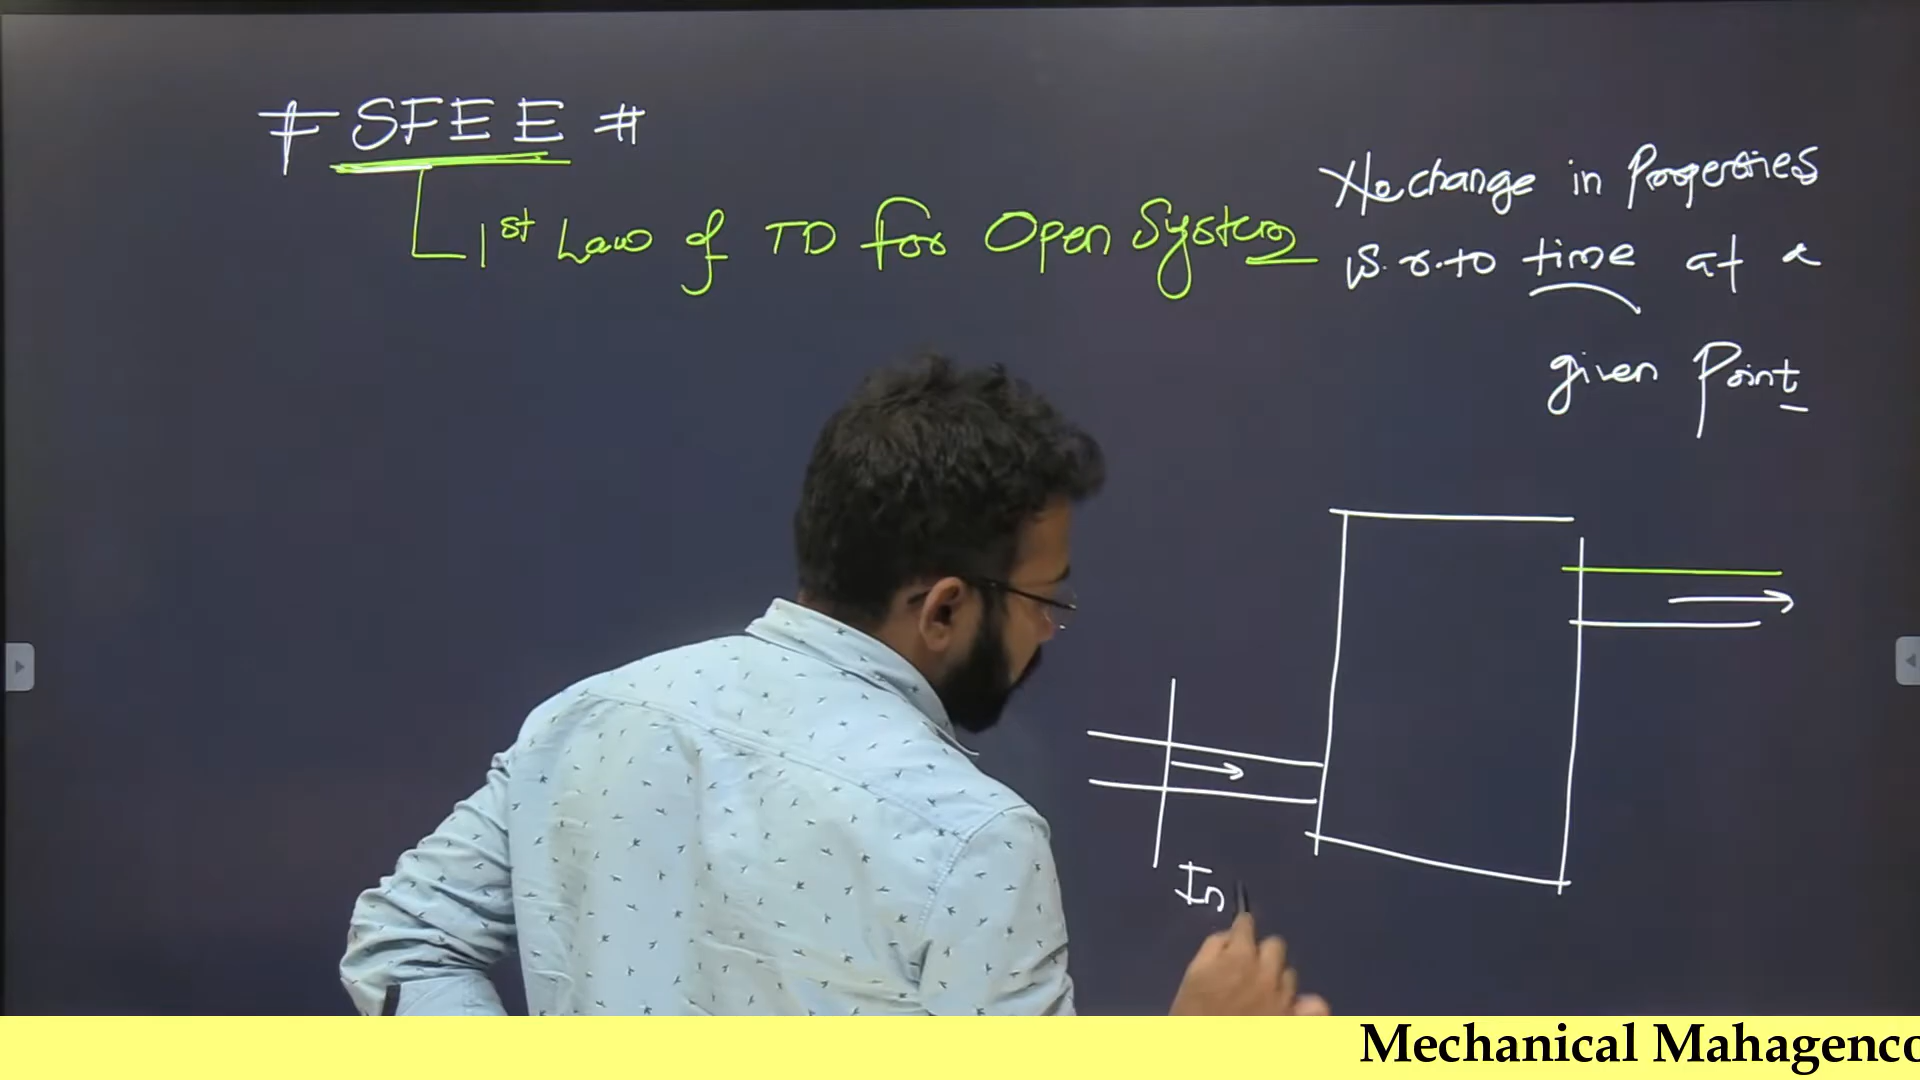 # SFEE #
1st Law of TD for Open System
No change in Properties
w.r.to time at a
given Point
In
Mechanical Mahagenco